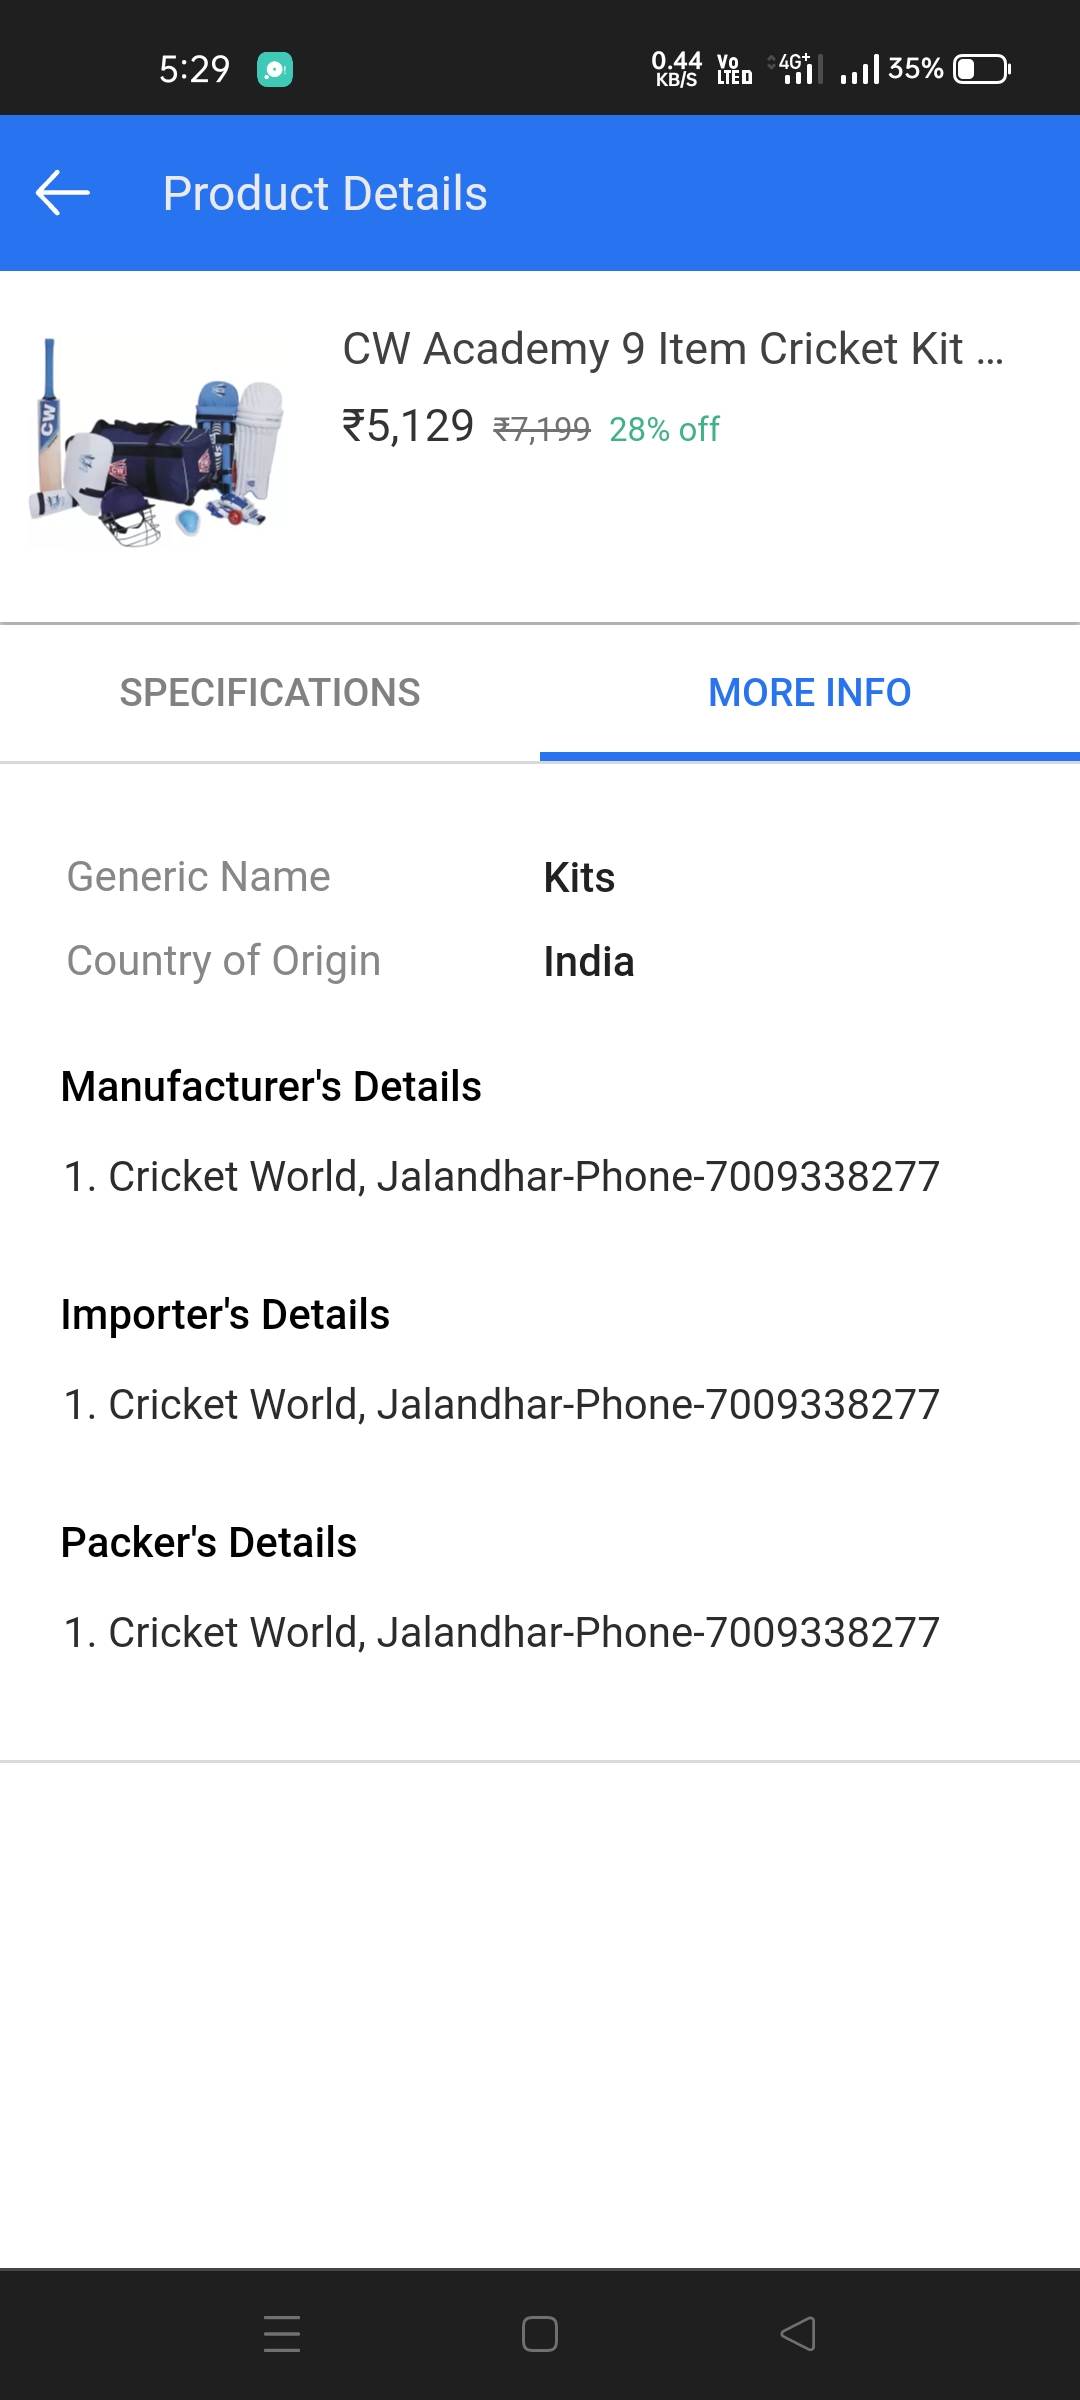 5:29
0.44 KB/S Vo LTE 4G+ 35%
Product Details
CW Academy 9 Item Cricket Kit ...
₹5,129 ₹7,199 28% off
CW
CW
SPECIFICATIONS MORE INFO
Generic Name Kits
Country of Origin India
Manufacturer's Details
1. Cricket World, Jalandhar-Phone-7009338277
Importer's Details
1. Cricket World, Jalandhar-Phone-7009338277
Packer's Details
1. Cricket World, Jalandhar-Phone-7009338277